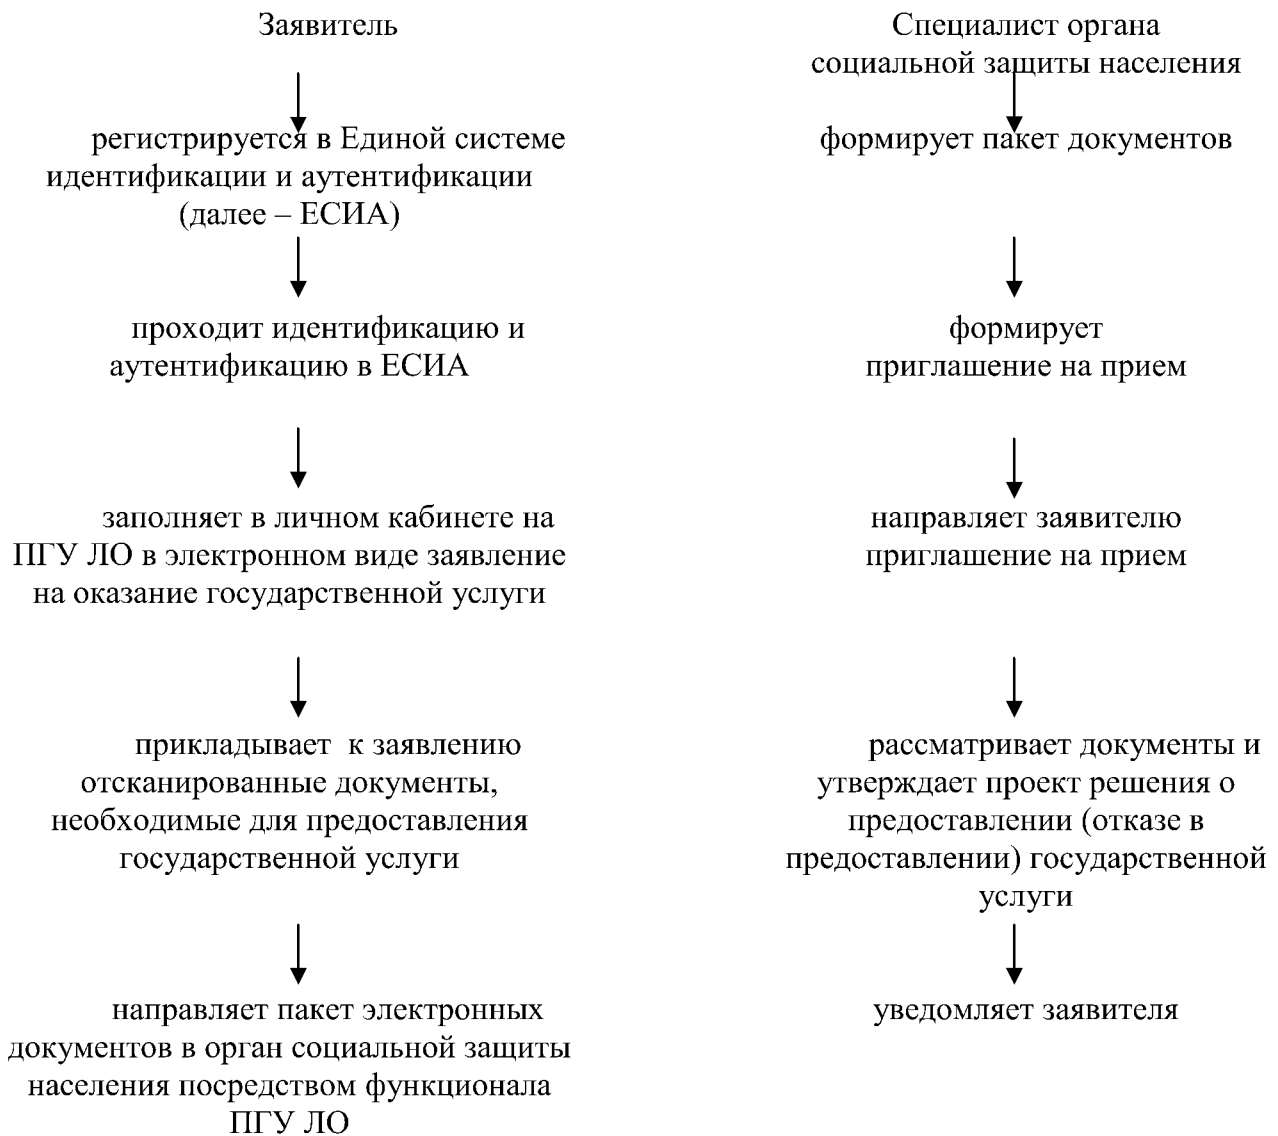 Заявитель
регистрируется в Единой системе
идентификации и аутентификации
(далее – ЕСИА)
проходит идентификацию и
аутентификацию в ЕСИА
заполняет в личном кабинете на
ПГУ ЛО в электронном виде заявление
на оказание государственной услуги
прикладывает  к заявлению
отсканированные документы,
необходимые для предоставления
государственной услуги
направляет пакет электронных
документов в орган социальной защиты
населения посредством функционала
ПГУ ЛО
Специалист органа
социальной защиты населения
формирует пакет документов
формирует
приглашение на прием
направляет заявителю
приглашение на прием
рассматривает документы и
утверждает проект решения о
предоставлении (отказе в
предоставлении) государственной
услуги
уведомляет заявителя